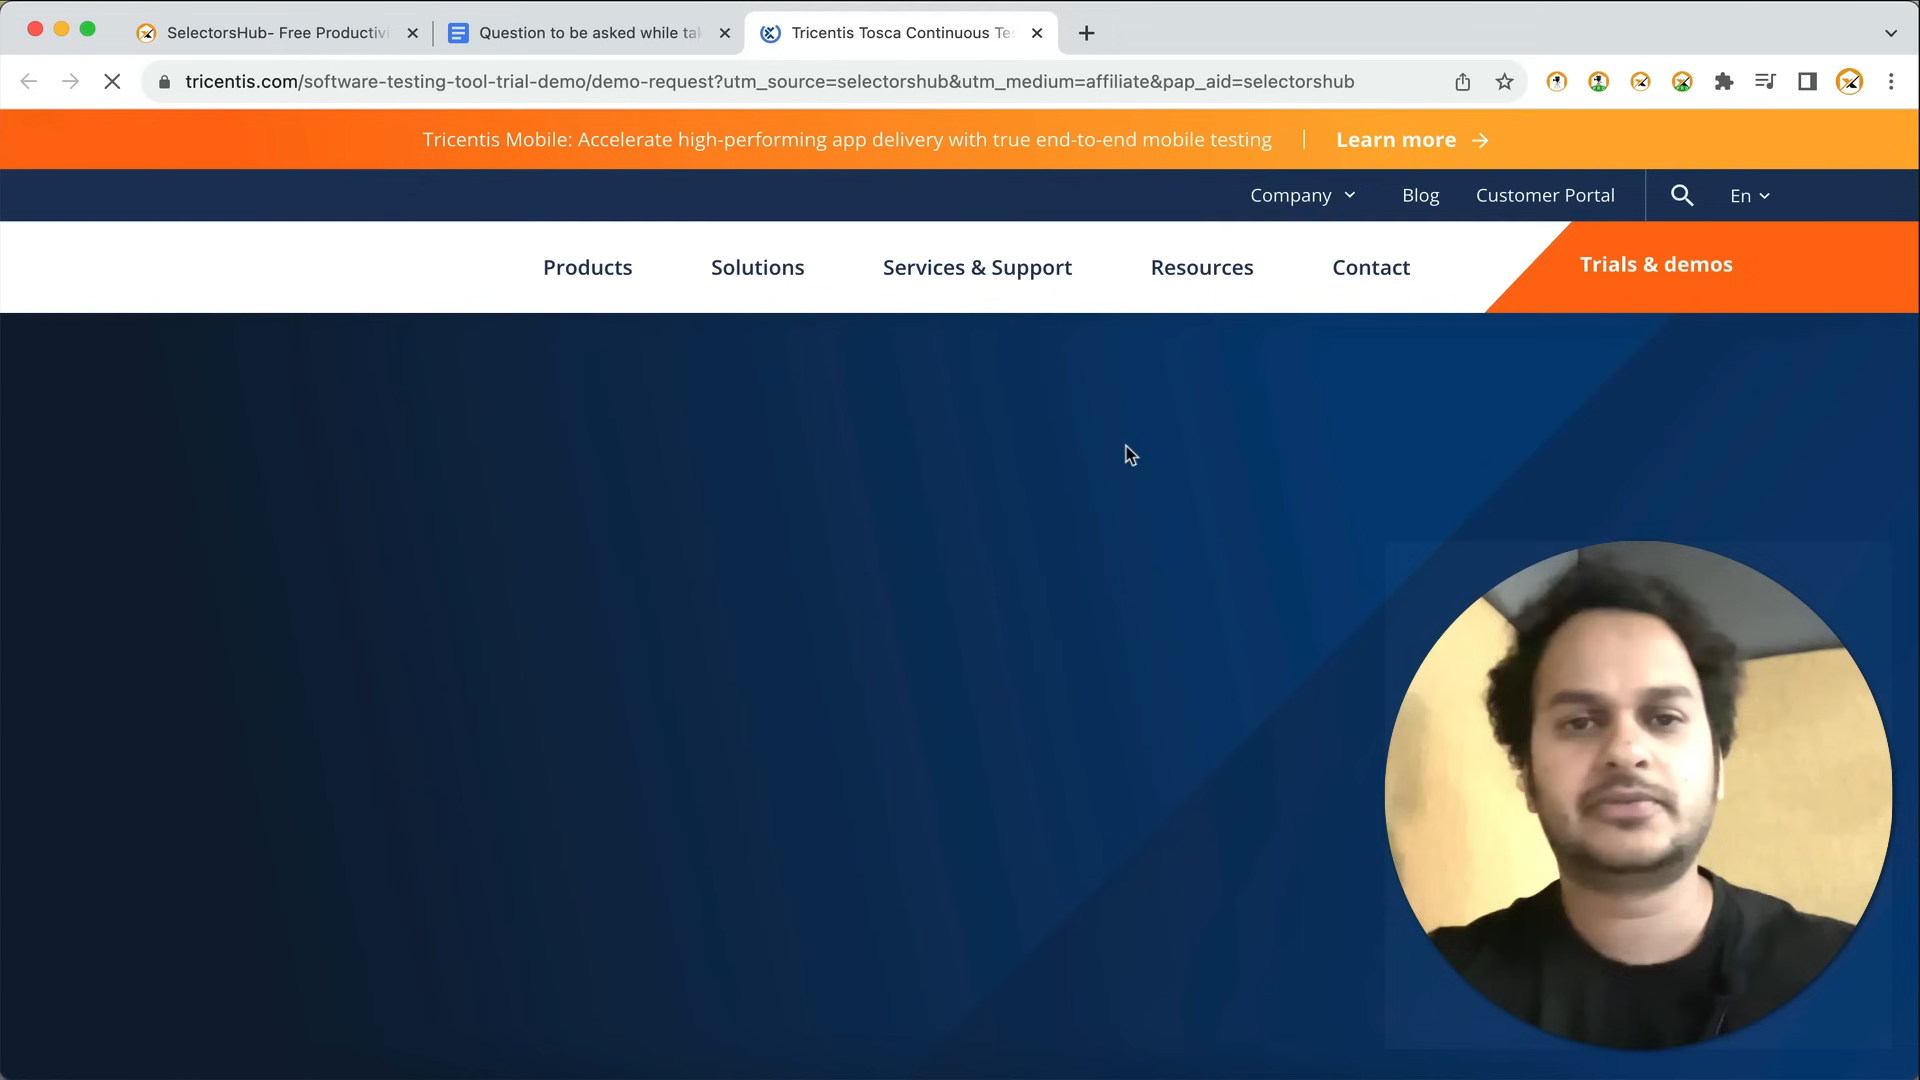 SelectorsHub- Free Productivi
Question to be asked while ta
Tricentis Tosca Continuous Te
tricentis.com/software-testing-tool-trial-demo/demo-request?utm_source=selectorshub&utm_medium=affiliate&pap_aid=selectorshub
Tricentis Mobile: Accelerate high-performing app delivery with true end-to-end mobile testing | Learn more →
Company Blog Customer Portal En
Products Solutions Services & Support Resources Contact Trials & demos